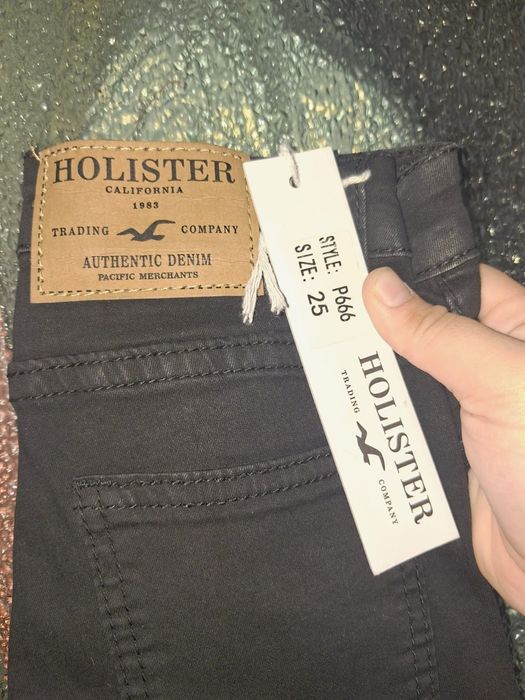 HOLISTER
CALIFORNIA
1983
TRADING COMPANY
AUTHENTIC DENIM
PACIFIC MERCHANTS
STYLE: P666
SIZE: 25
HOLISTER
TRADING COMPANY